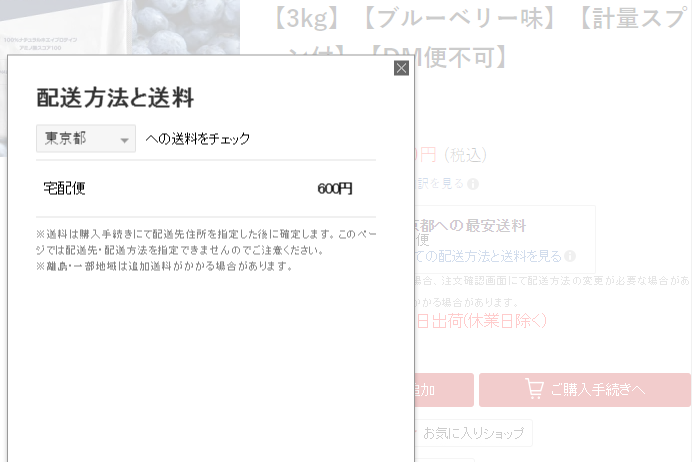 【3kg】【ブルーベリー味】【計量スプ
ン付】【DM便不可】
配送方法と送料
東京都 への送料をチェック
宅配便 600円
※送料は購入手続きにて配送先住所を指定した後に確定します。このペー
ジでは配送先・配送方法を指定できませんのでご注意ください。
※離島・一部地域は追加送料がかかる場合があります。
円 (税込)
訳を見る
京都への最安送料
便
ての配送方法と送料を見る
場合、注文確認画面にて配送方法の変更が必要な場合があ
かかる場合があります。
日出荷(休業日除く)
追加
ご購入手続きへ
お気に入りショップ